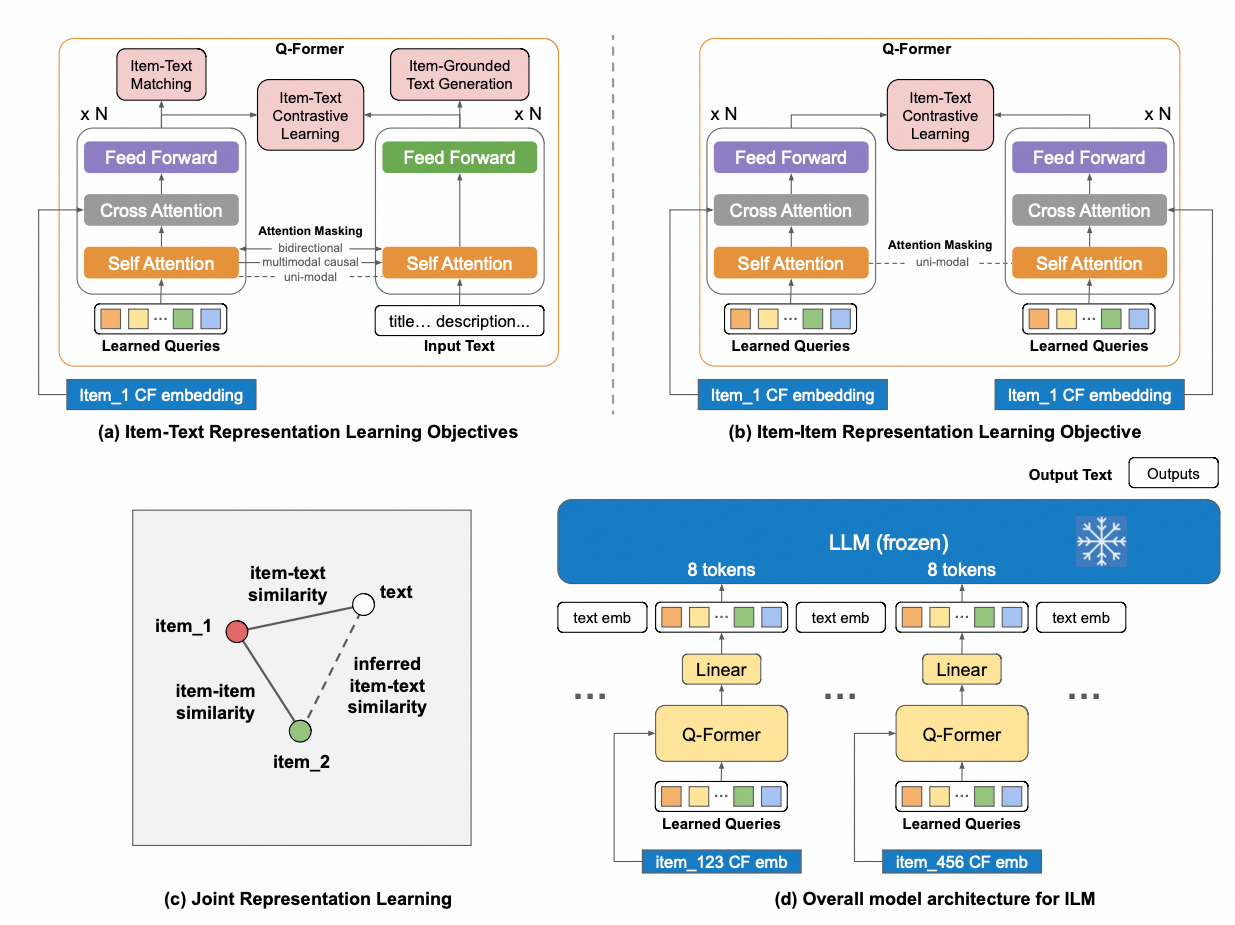 Q-Former
Item-Text
Matching
Item-Grounded
Text Generation
Item-Text
Contrastive
Learning
x N
x N
Feed Forward
Feed Forward
Cross Attention
Attention Masking
bidirectional
multimodal causal
uni-modal
Self Attention
Self Attention
...
title… description...
Learned Queries
Input Text
Item_1 CF embedding
(a) Item-Text Representation Learning Objectives
Q-Former
Item-Text
Contrastive
Learning
x N
x N
Feed Forward
Feed Forward
Cross Attention
Cross Attention
Attention Masking
uni-modal
Self Attention
Self Attention
...
...
Learned Queries
Learned Queries
Item_1 CF embedding
Item_1 CF embedding
(b) Item-Item Representation Learning Objective
item-text
similarity
text
item_1
inferred
item-text
similarity
item-item
similarity
item_2
(c) Joint Representation Learning
Output Text
Outputs
LLM (frozen)
8 tokens
8 tokens
text emb
...
text emb
...
text emb
Linear
Linear
...
...
...
Q-Former
Q-Former
...
...
Learned Queries
Learned Queries
item_123 CF emb
item_456 CF emb
(d) Overall model architecture for ILM